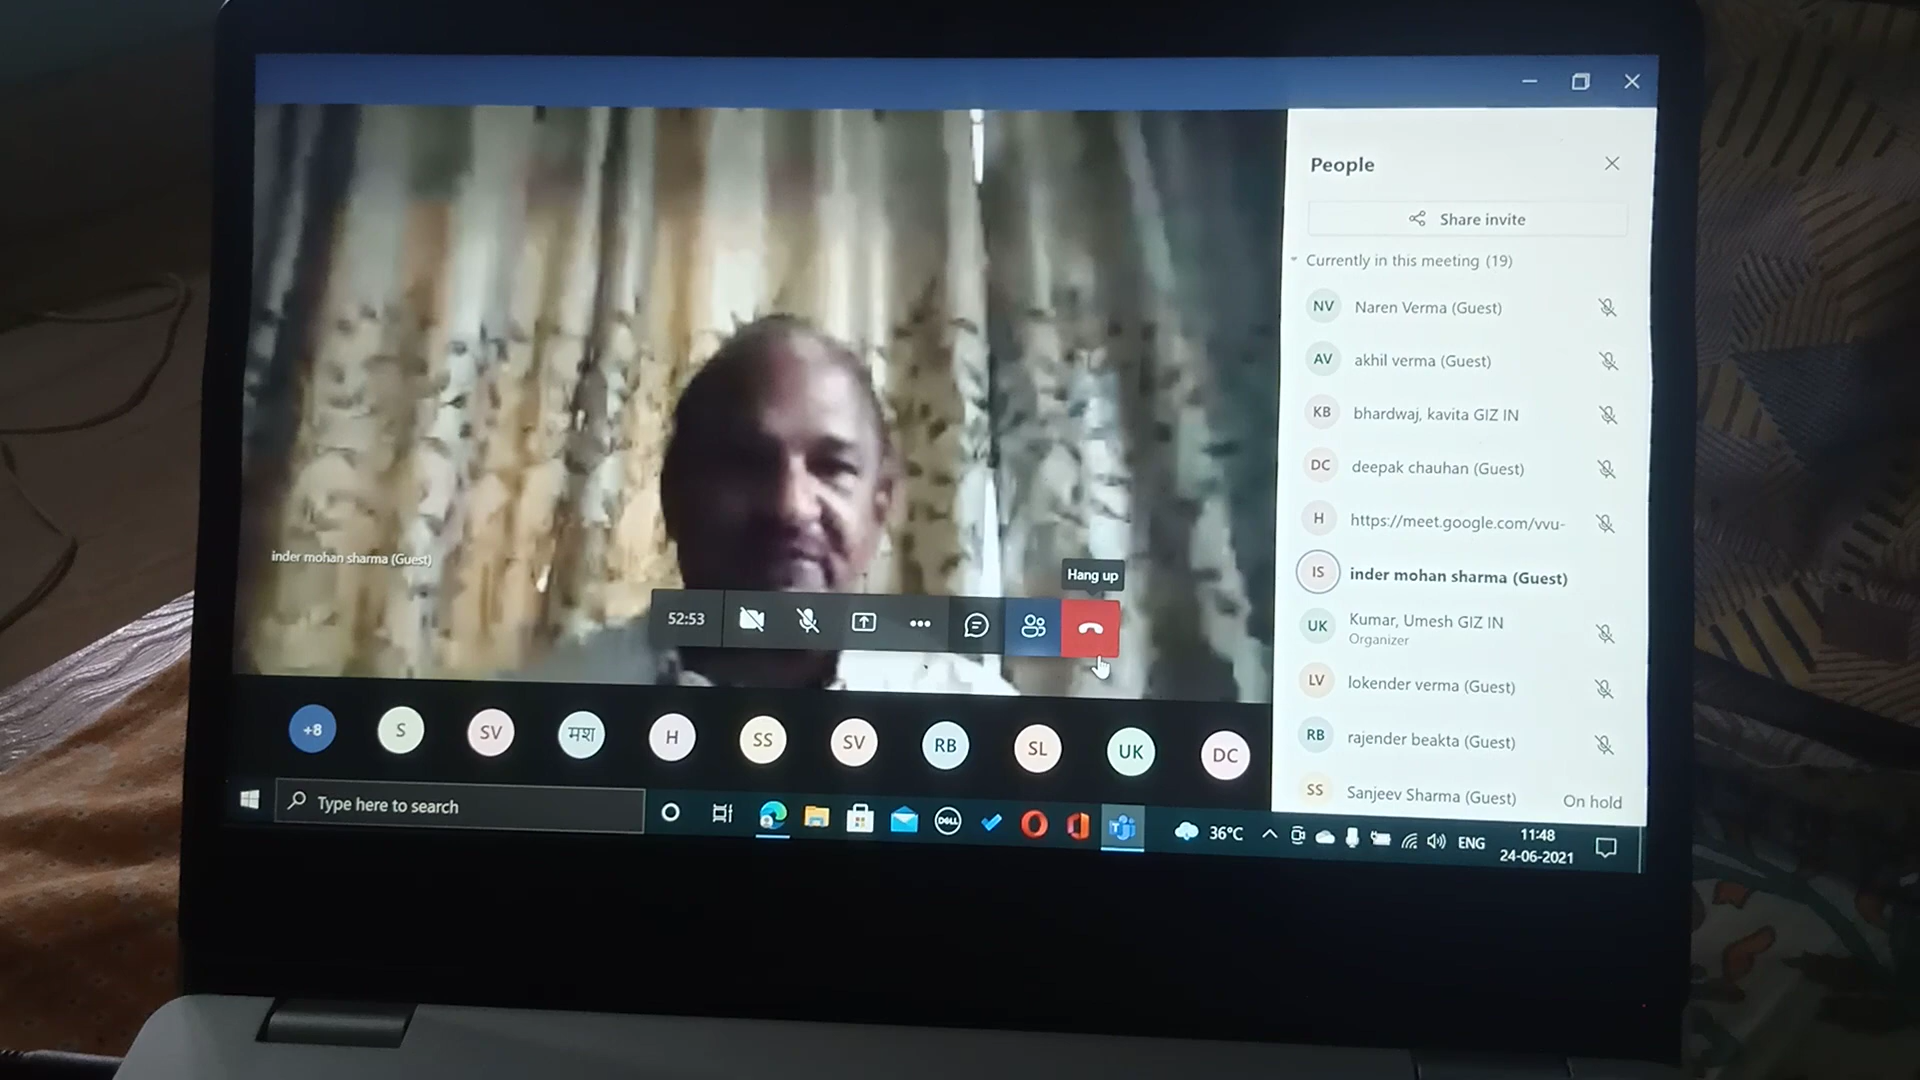 People
Share invite
Currently in this meeting (19)
NV Naren Verma (Guest)
AV akhil verma (Guest)
KB bhardwaj, kavita GIZ IN
DC deepak chauhan (Guest)
H https://meet.google.com/vvu-
IS inder mohan sharma (Guest)
UK Kumar, Umesh GIZ IN
Organizer
LV lokender verma (Guest)
RB rajender beakta (Guest)
SS Sanjeev Sharma (Guest) On hold
inder mohan sharma (Guest)
Hang up
52:53
+8 S SV मश H SS SV RB SL UK DC
Type here to search
DELL
36°C
ENG
11:48
24-06-2021